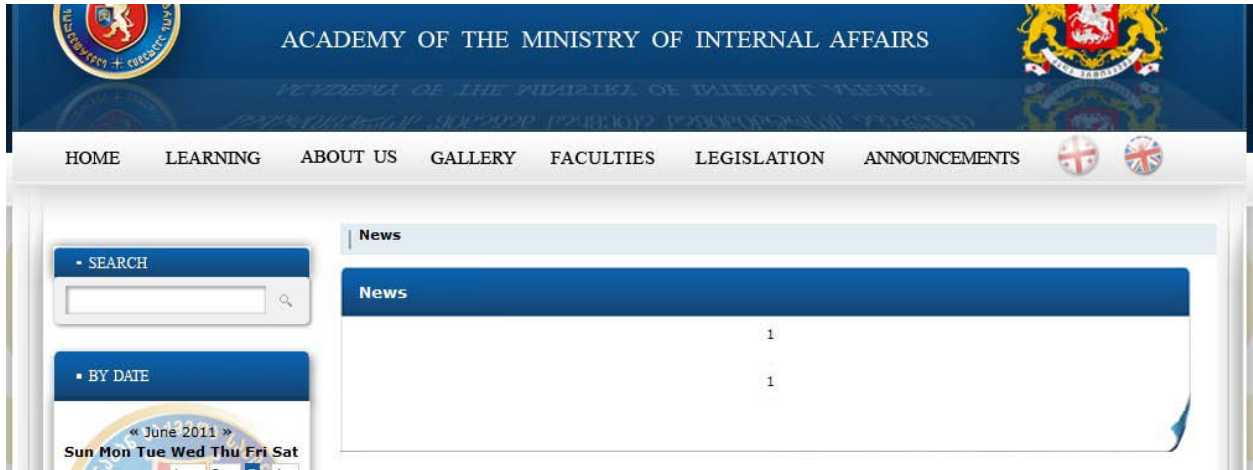 ACADEMY OF THE MINISTRY OF INTERNAL AFFAIRS
HOME LEARNING ABOUT US GALLERY FACULTIES LEGISLATION ANNOUNCEMENTS
News
▪ SEARCH
News
1
1
▪ BY DATE
« June 2011 »
Sun Mon Tue Wed Thu Fri Sat